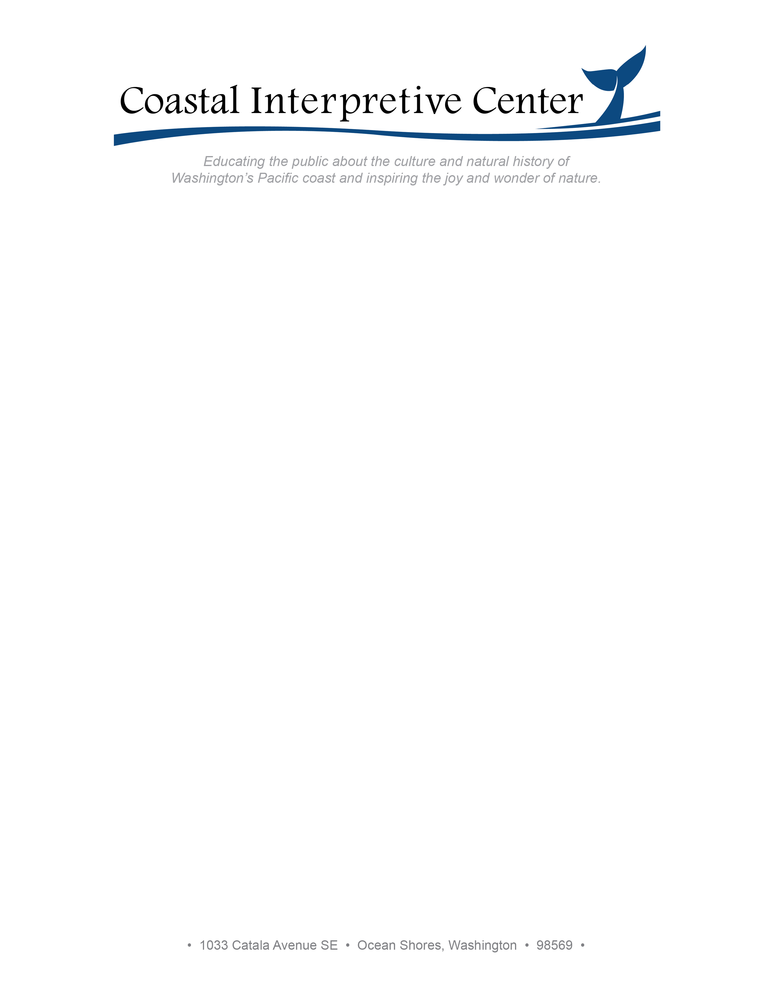 Coastal Interpretive Center
Educating the public about the culture and natural history of
Washington’s Pacific coast and inspiring the joy and wonder of nature.
• 1033 Catala Avenue SE • Ocean Shores, Washington • 98569 •